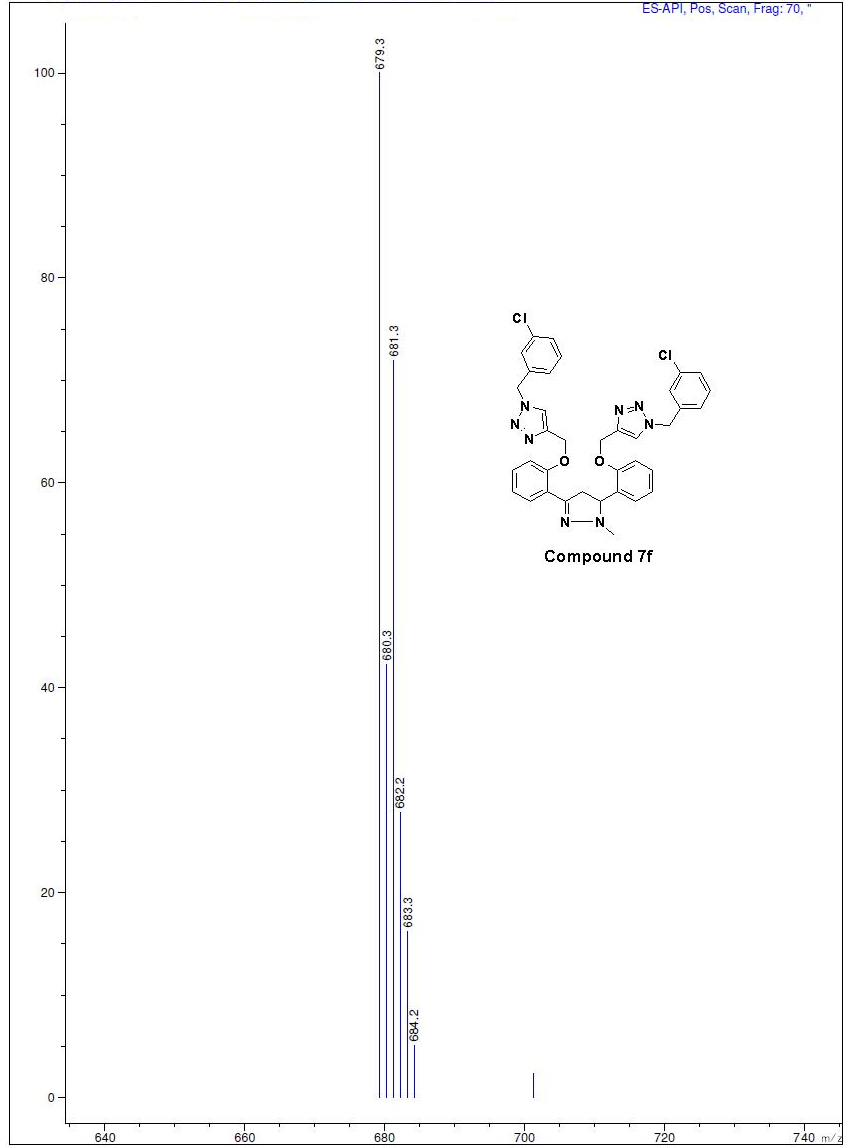 ES-API, Pos, Scan, Frag: 70, "
100
80
60
40
20
0
679.3
681.3
680.3
682.2
683.3
684.2
Cl
Cl
N
N
N
N N
N
O
O
N
N
Compound 7f
640
660
680
700
720
740
m/z